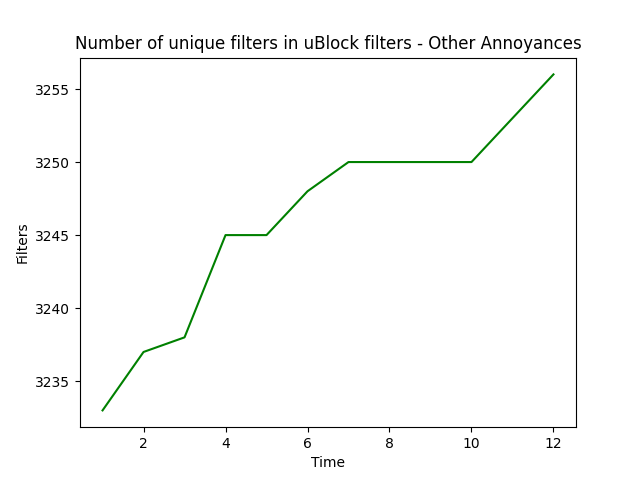 Number of unique filters in uBlock filters - Other Annoyances
3255
3250
3245
3240
3235
Filters
2 4 6 8 10 12
Time